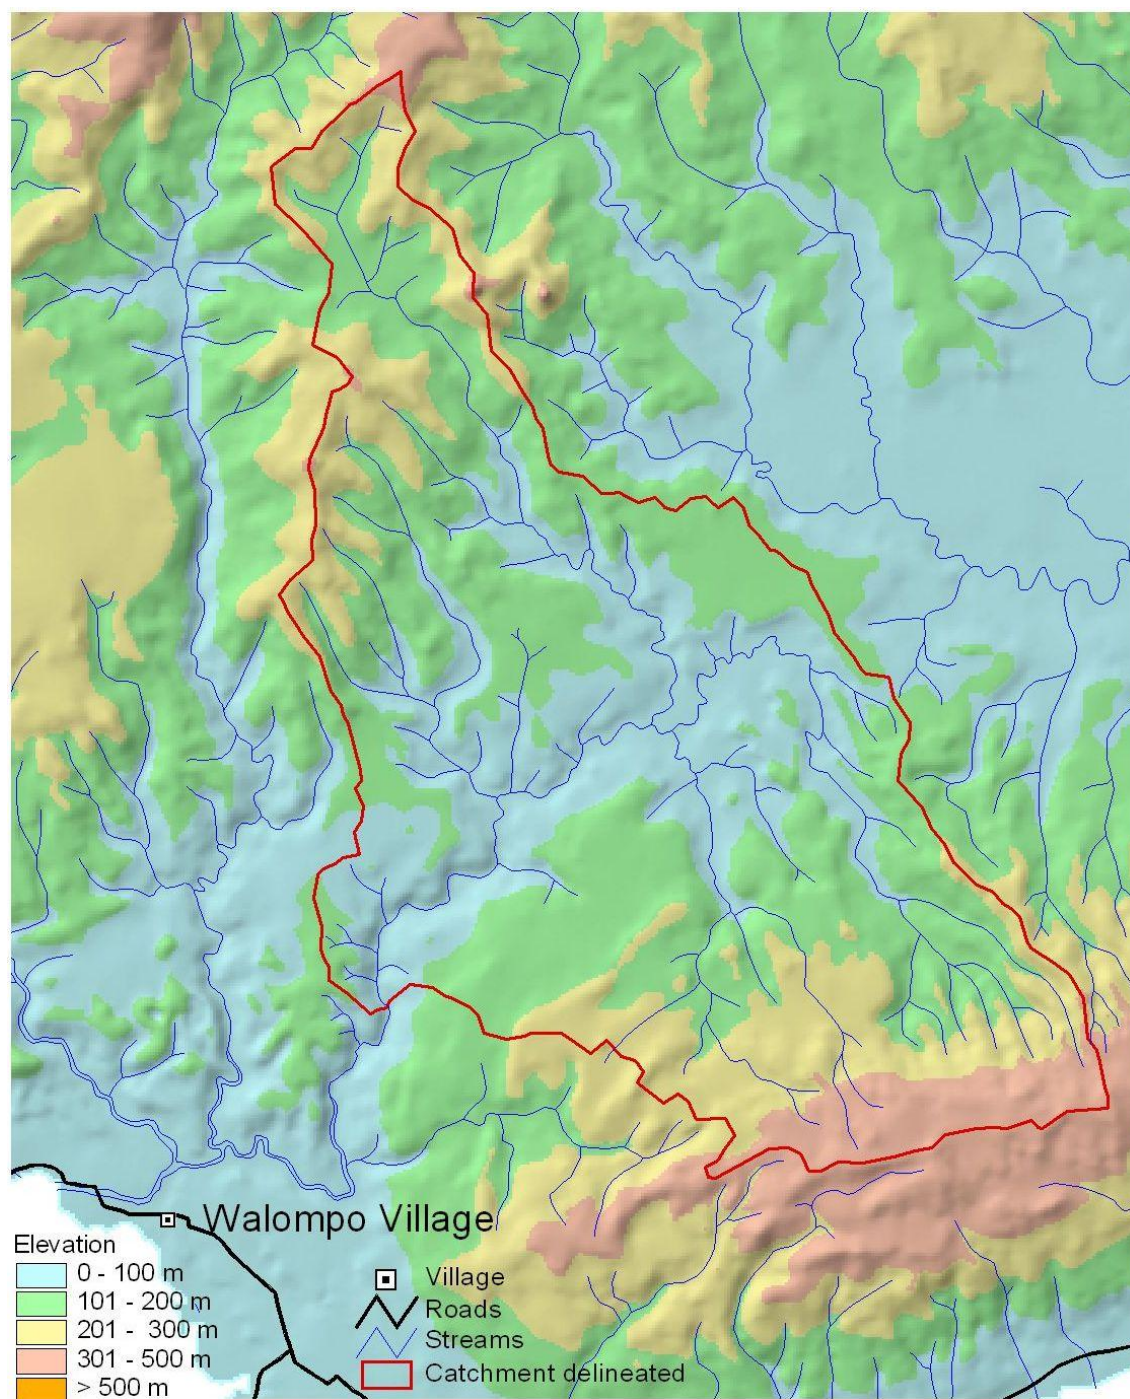 Walompo Village
Elevation
0 - 100 m
101 - 200 m
201 - 300 m
301 - 500 m
> 500 m
Village
Roads
Streams
Catchment delineated